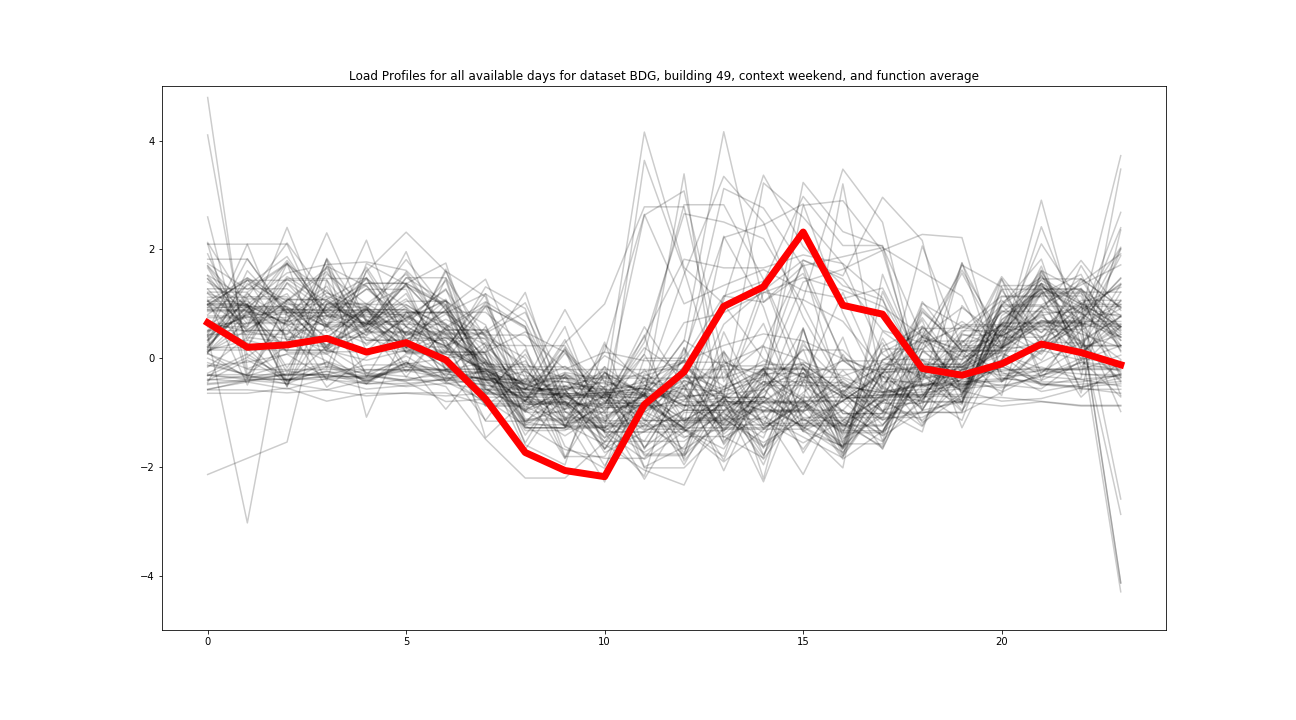 Load Profiles for all available days for dataset BDG, building 49, context weekend, and function average
4
2
0
−2
−4
0 5 10 15 20